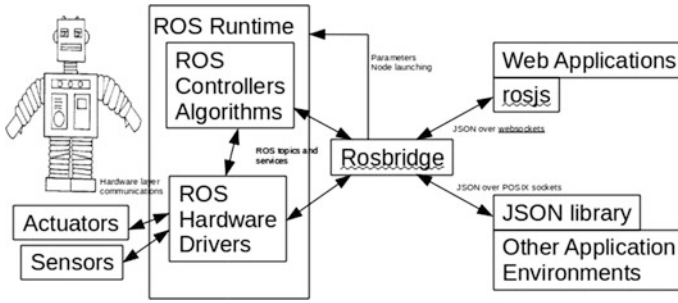 ROS Runtime
ROS
Controllers
Algorithms
Parameters
Node launching
Web Applications
rosjs
JSON over websockets
ROS topics and
services
Rosbridge
Hardware layer
communications
JSON over POSIX sockets
ROS
Hardware
Drivers
Actuators
Sensors
JSON library
Other Application
Environments